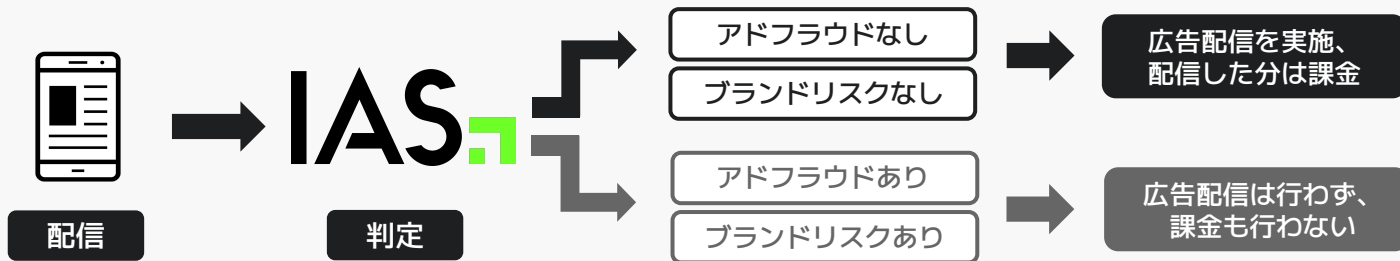 配信
IAS
判定
アドフラウドなし
ブランドリスクなし
広告配信を実施、
配信した分は課金
アドフラウドあり
ブランドリスクあり
広告配信は行わず、
課金も行わない